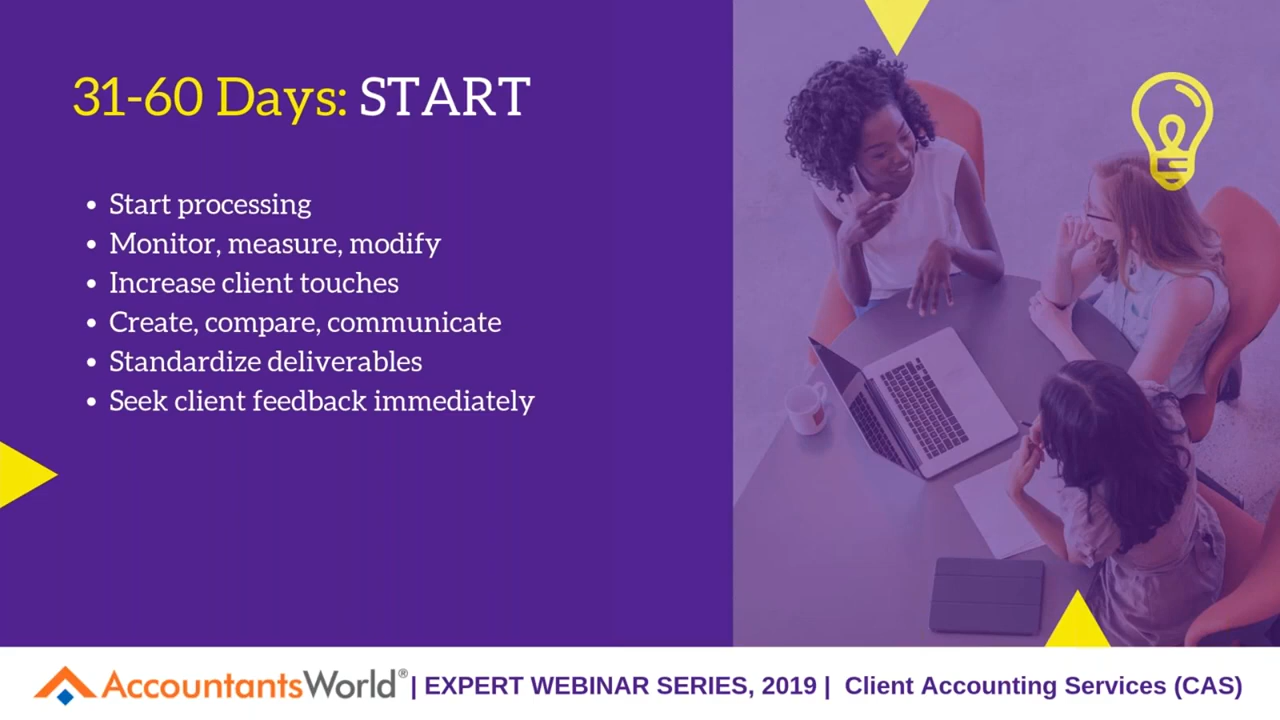 31-60 Days: START
Start processing
Monitor, measure, modify
Increase client touches
Create, compare, communicate
Standardize deliverables
Seek client feedback immediately
AccountantsWorld® | EXPERT WEBINAR SERIES, 2019 | Client Accounting Services (CAS)